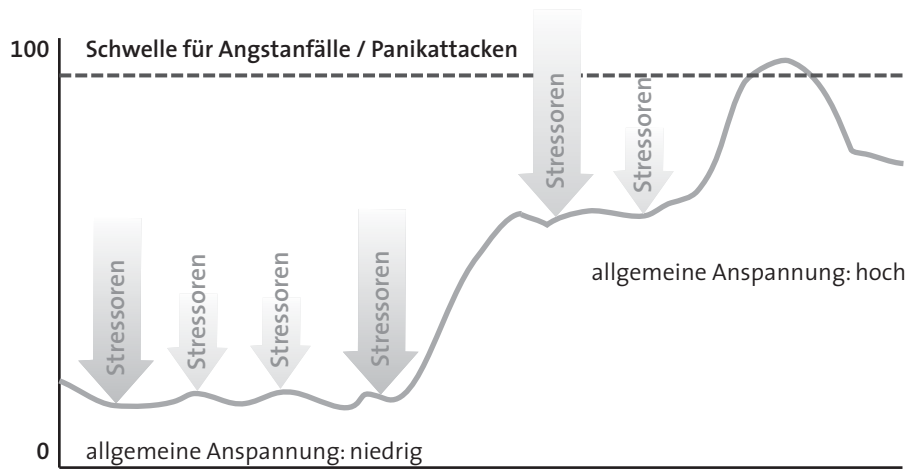 100
Schwelle für Angstanfälle / Panikattacken
Stressoren
Stressoren
Stressoren
Stressoren
Stressoren
Stressoren
allgemeine Anspannung: hoch
0
allgemeine Anspannung: niedrig